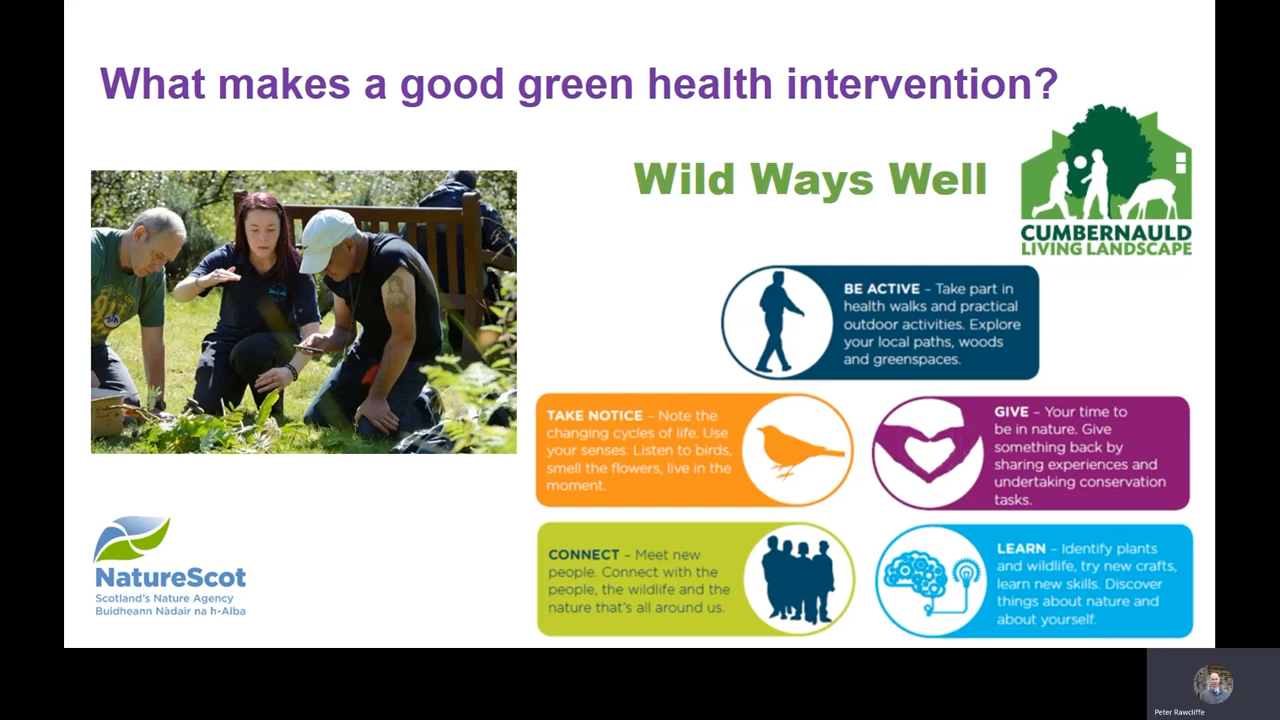 What makes a good green health intervention?
Wild Ways Well
CUMBERNAULD
LIVING LANDSCAPE
BE ACTIVE – Take part in
health walks and practical
outdoor activities. Explore
your local paths, woods
and greenspaces.
TAKE NOTICE – Note the
changing cycles of life. Use
your senses. Listen to birds,
smell the flowers, live in the
moment.
GIVE – Your time to
be in nature. Give
something back by
sharing experiences and
undertaking conservation
tasks.
CONNECT – Meet new
people. Connect with the
people, the wildlife and the
nature that's all around us.
LEARN – Identify plants
and wildlife, try new crafts,
learn new skills. Discover
things about nature and
about yourself.
NatureScot
Scotland's Nature Agency
Buidheann Nàdair na h-Alba
Peter Rawcliffe